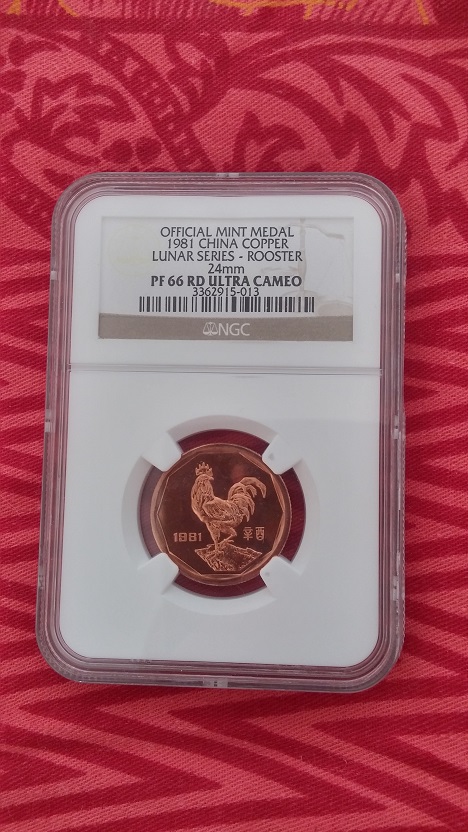 OFFICIAL MINT MEDAL
1981 CHINA COPPER
LUNAR SERIES - ROOSTER
24mm
PF 66 RD ULTRA CAMEO
3362915-013
NGC
1981 辛酉